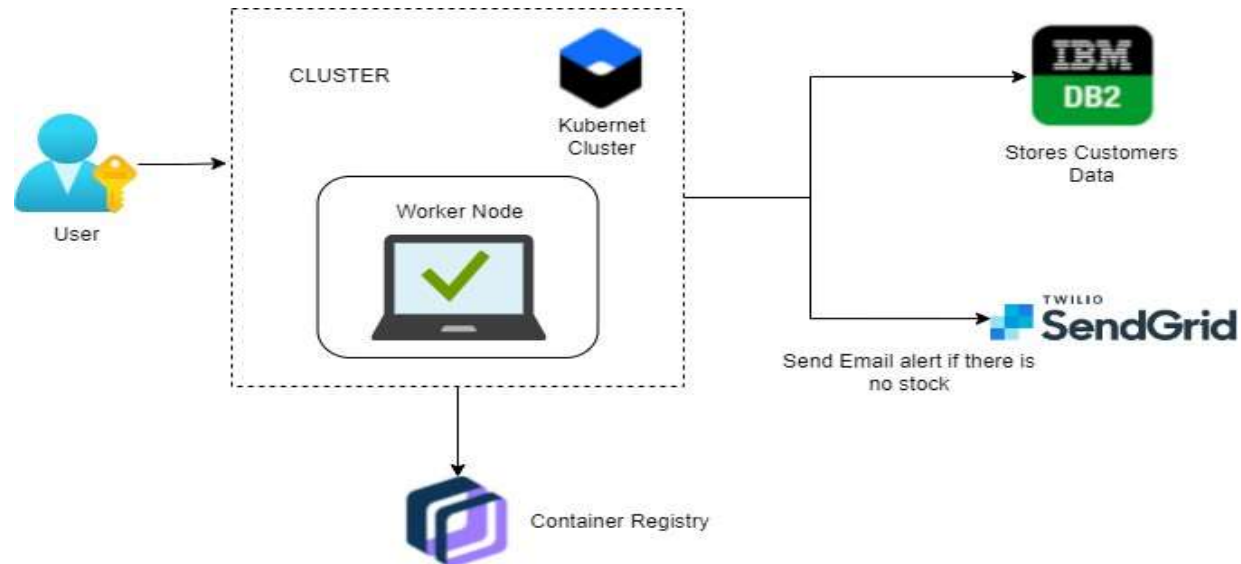 CLUSTER
Kubernet
Cluster
Worker Node
User
IBM
DB2
Stores Customers
Data
TWILIO
SendGrid
Send Email alert if there is
no stock
Container Registry